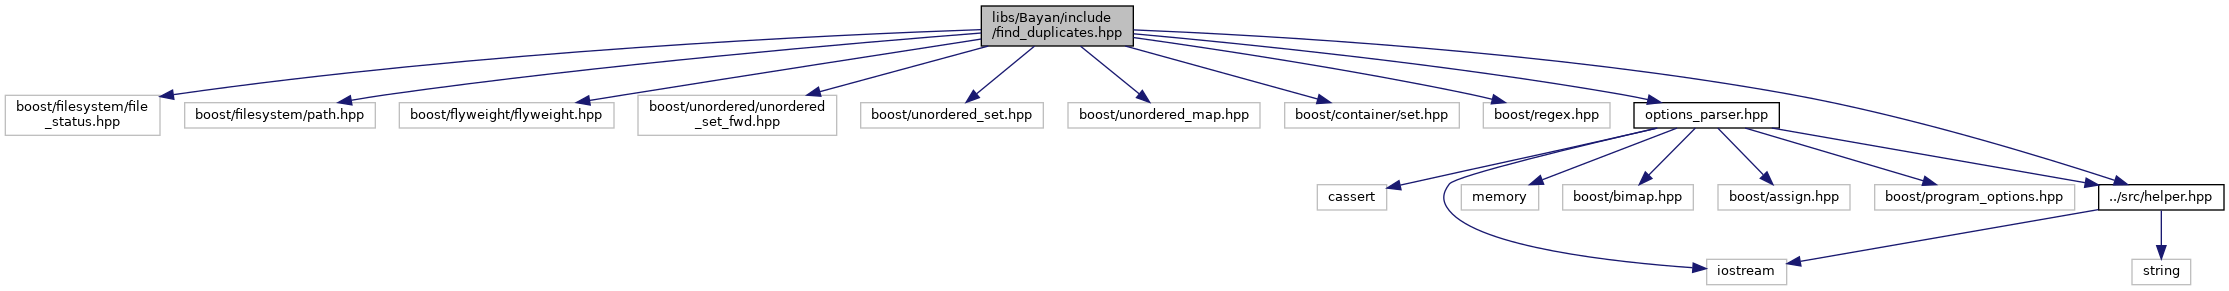 libs/Bayan/include
/find_duplicates.hpp
boost/filesystem/file
_status.hpp
boost/filesystem/path.hpp
boost/flyweight/flyweight.hpp
boost/unordered/unordered
_set_fwd.hpp
boost/unordered_set.hpp
boost/unordered_map.hpp
boost/container/set.hpp
boost/regex.hpp
options_parser.hpp
cassert
memory
boost/bimap.hpp
boost/assign.hpp
boost/program_options.hpp
../src/helper.hpp
iostream
string